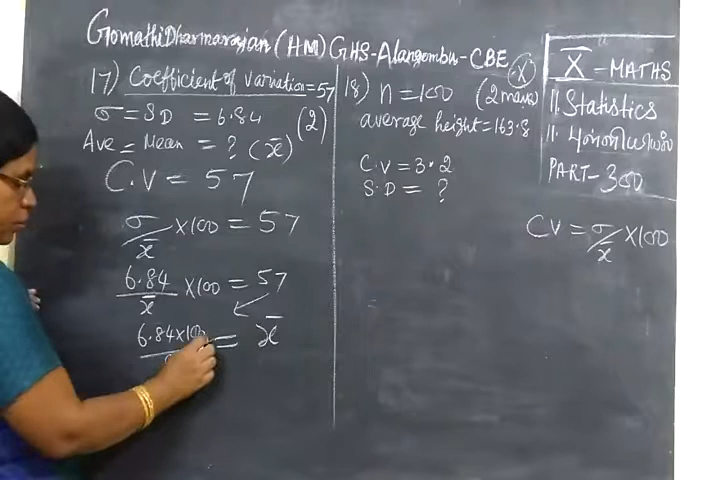 Gomathi Dharmarajan (HM) GHS-Alangombu-CBE
17) Coefficient of variation = 57
σ = SD = 6.84
(2)
Ave = Mean = ? (x̄)
C.V = 57
σ/x̄ × 100 = 57
6.84/x̄ × 100 = 57
6.84×100 = x̄
18) n = 100 (2 marks)
average height = 163.8
C.V = 3.2
S.D = ?
X - MATHS
11. Statistics
11. புள்ளியியல்
PART- 300
CV = σ/x̄ × 100